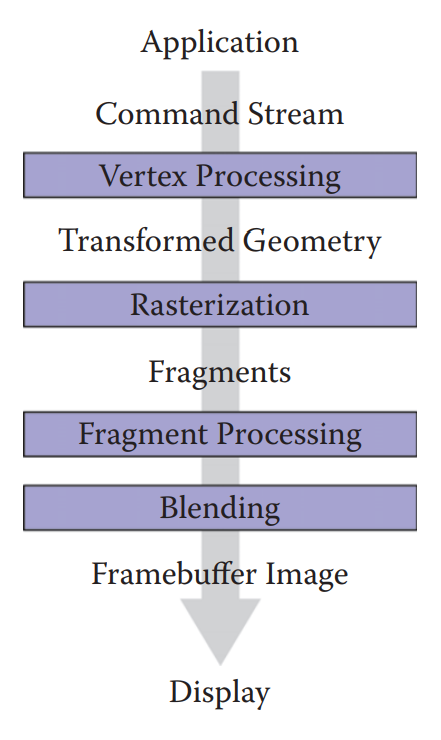 Application
Command Stream
Vertex Processing
Transformed Geometry
Rasterization
Fragments
Fragment Processing
Blending
Framebuffer Image
Display